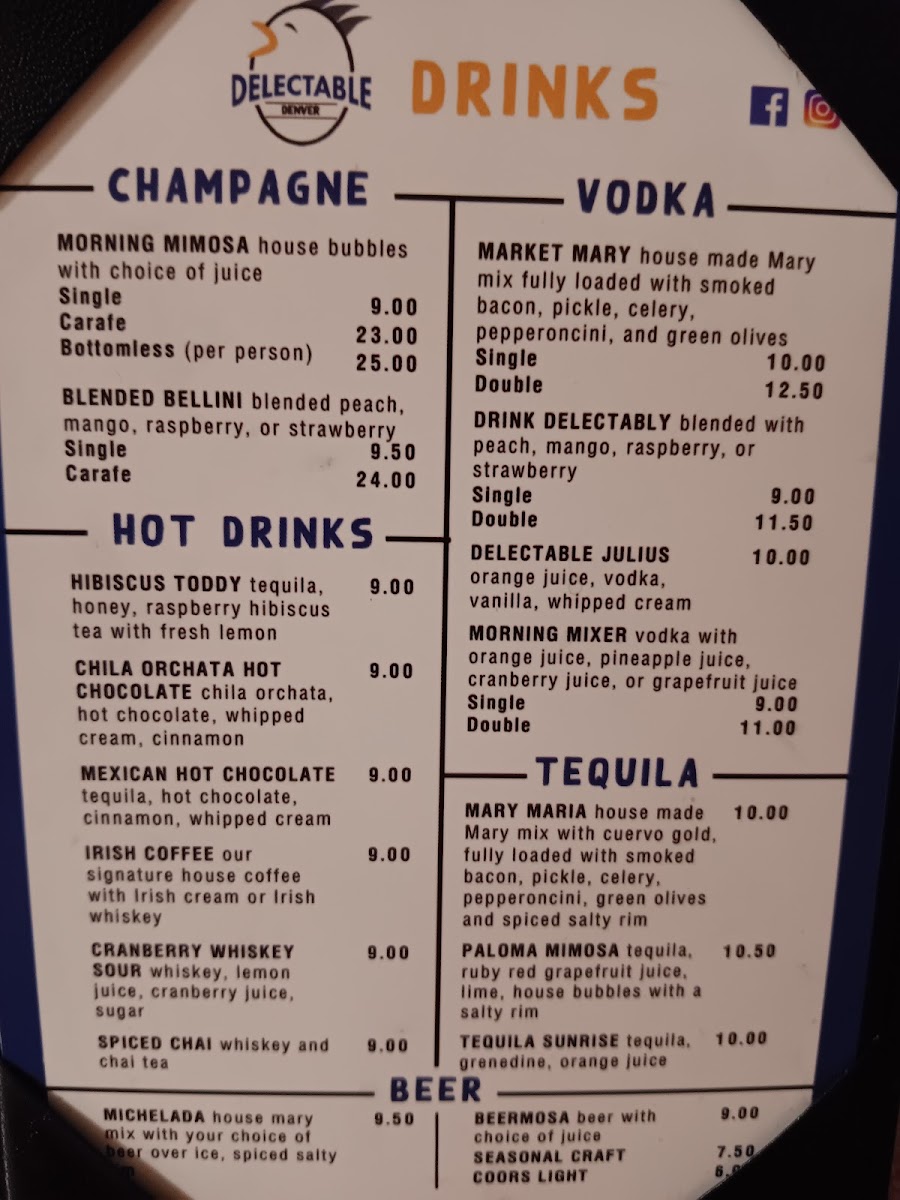 DELECTABLE
DENVER
DRINKS
CHAMPAGNE
MORNING MIMOSA house bubbles
with choice of juice
Single 9.00
Carafe 23.00
Bottomless (per person) 25.00
BLENDED BELLINI blended peach,
mango, raspberry, or strawberry
Single 9.50
Carafe 24.00
HOT DRINKS
HIBISCUS TODDY tequila, 9.00
honey, raspberry hibiscus
tea with fresh lemon
CHILA ORCHATA HOT 9.00
CHOCOLATE chila orchata,
hot chocolate, whipped
cream, cinnamon
MEXICAN HOT CHOCOLATE 9.00
tequila, hot chocolate,
cinnamon, whipped cream
IRISH COFFEE our 9.00
signature house coffee
with Irish cream or Irish
whiskey
CRANBERRY WHISKEY 9.00
SOUR whiskey, lemon
juice, cranberry juice,
sugar
SPICED CHAI whiskey and 9.00
chai tea
VODKA
MARKET MARY house made Mary
mix fully loaded with smoked
bacon, pickle, celery,
pepperoncini, and green olives
Single 10.00
Double 12.50
DRINK DELECTABLY blended with
peach, mango, raspberry, or
strawberry
Single 9.00
Double 11.50
DELECTABLE JULIUS 10.00
orange juice, vodka,
vanilla, whipped cream
MORNING MIXER vodka with
orange juice, pineapple juice,
cranberry juice, or grapefruit juice
Single 9.00
Double 11.00
TEQUILA
MARY MARIA house made 10.00
Mary mix with cuervo gold,
fully loaded with smoked
bacon, pickle, celery,
pepperoncini, green olives
and spiced salty rim
PALOMA MIMOSA tequila, 10.50
ruby red grapefruit juice,
lime, house bubbles with a
salty rim
TEQUILA SUNRISE tequila, 10.00
grenedine, orange juice
BEER
MICHELADA house mary 9.50
mix with your choice of
beer over ice, spiced salty
BEERMOSA beer with 9.00
choice of juice
SEASONAL CRAFT 7.50
COORS LIGHT